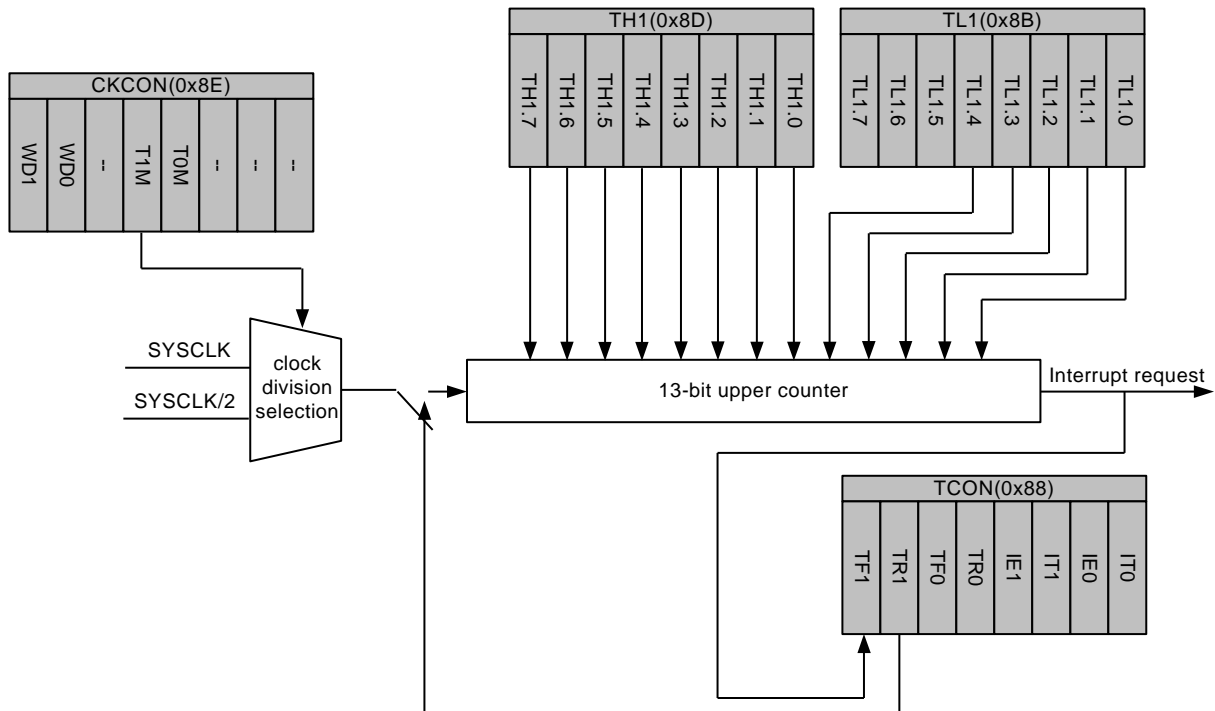 TH1(0x8D)
TH1.7
TH1.6
TH1.5
TH1.4
TH1.3
TH1.2
TH1.1
TH1.0
TL1(0x8B)
TL1.7
TL1.6
TL1.5
TL1.4
TL1.3
TL1.2
TL1.1
TL1.0
CKCON(0x8E)
WD1
WD0
--
T1M
T0M
--
--
--
SYSCLK
SYSCLK/2
clock
division
selection
13-bit upper counter
Interrupt request
TCON(0x88)
TF1
TR1
TF0
TR0
IE1
IT1
IE0
IT0